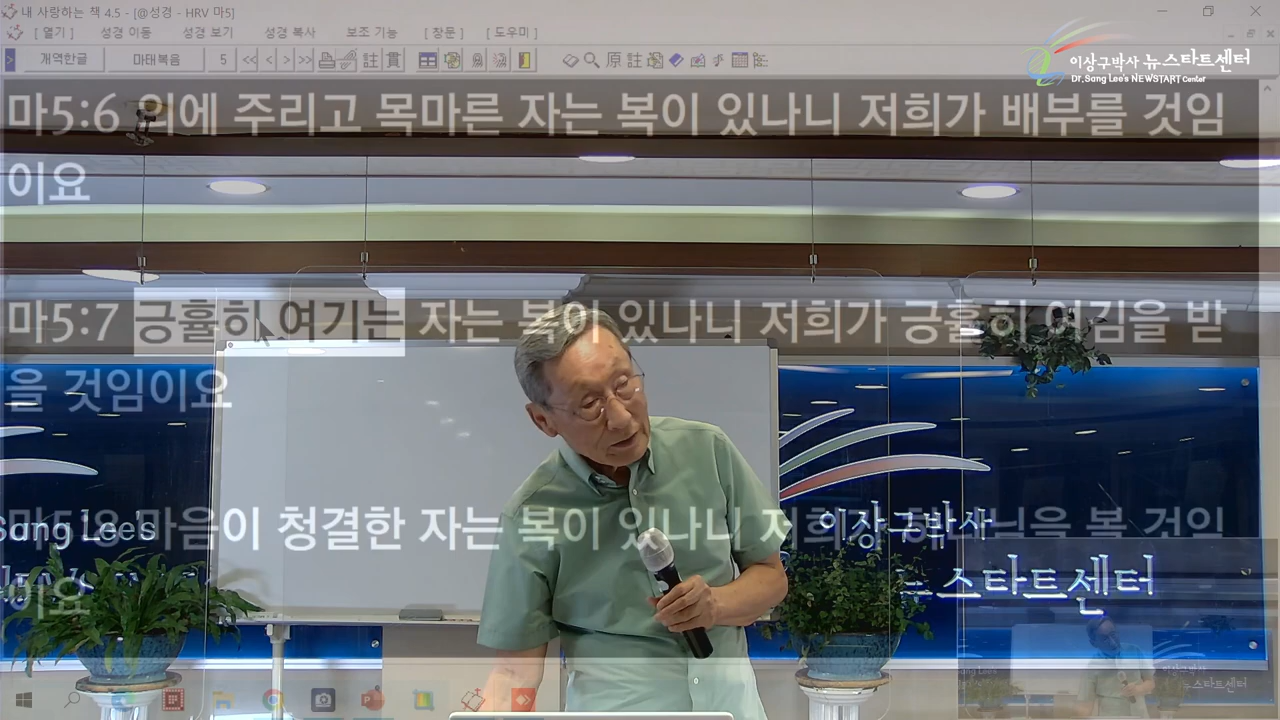 내 사랑하는 책 4.5 - [@성경 - HRV 마5]
[ 열기 ] 성경 이동 성경 보기 성경 복사 보조 기능 [ 창문 ] [ 도우미 ]
개역한글 마태복음 5 << < > >> 註 貫 原 註
이상구박사 뉴스타트센터
Dr.Sang Lee's NEWSTART Center
마5:6 의에 주리고 목마른 자는 복이 있나니 저희가 배부를 것임
이요
마5:7 긍휼히 여기는 자는 복이 있나니 저희가 긍휼히 여김을 받
을 것임이요
마5:8 마음이 청결한 자는 복이 있나니 저희가 하나님을 볼 것임
이요
sang Lee's
이상구박사
뉴스타트센터